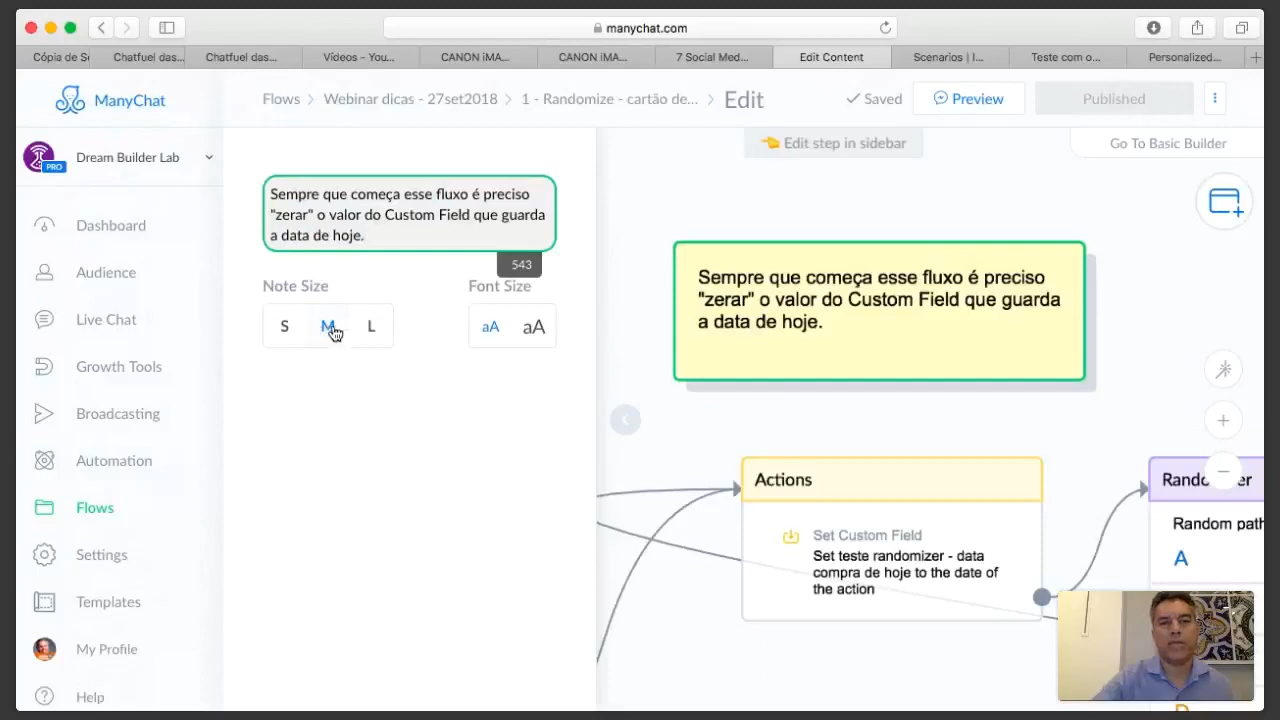 manychat.com
Cópia de Se
Chatfuel das...
Chatfuel das...
Vídeos - You...
CANON iMA...
CANON iMA...
7 Social Med...
Edit Content
Scenarios | I...
Teste com o...
Personalized...
ManyChat
Flows
Webinar dicas - 27set2018
1 - Randomize - cartão de...
Edit
Saved
Preview
Published
Dream Builder Lab
PRO
Edit step in sidebar
Go To Basic Builder
Dashboard
Audience
Live Chat
Growth Tools
Broadcasting
Automation
Flows
Settings
Templates
My Profile
Help
Sempre que começa esse fluxo é preciso
"zerar" o valor do Custom Field que guarda
a data de hoje.
543
Note Size
Font Size
S
M
L
aA
aA
Sempre que começa esse fluxo é preciso
"zerar" o valor do Custom Field que guarda
a data de hoje.
Actions
Set Custom Field
Set teste randomizer - data
compra de hoje to the date of
the action
Random path
A